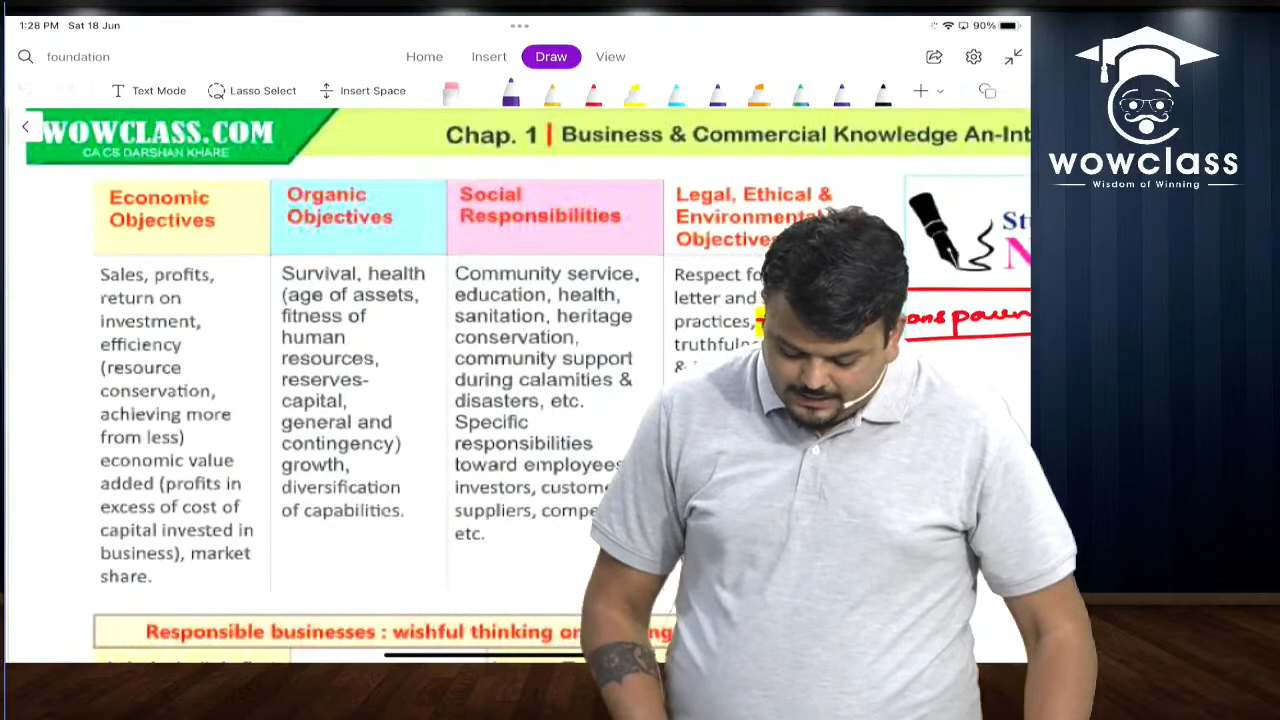 1:28 PM Sat 18 Jun
90%
foundation
Home
Insert
Draw
View
Text Mode
Lasso Select
Insert Space
WOWCLASS.COM
CA CS DARSHAN KHARE
Chap. 1 | Business & Commercial Knowledge An-Int
Economic
Objectives
Sales, profits,
return on
investment,
efficiency
(resource
conservation,
achieving more
from less)
economic value
added (profits in
excess of cost of
capital invested in
business), market
share.
Organic
Objectives
Survival, health
(age of assets,
fitness of
human
resources,
reserves-
capital,
general and
contingency)
growth,
diversification
of capabilities.
Social
Responsibilities
Community service,
education, health,
sanitation, heritage
conservation,
community support
during calamities &
disasters, etc.
Specific
responsibilities
toward employees
investors, custome
suppliers, compe
etc.
Legal, Ethical &
Environmental
Objectives
Respect fo
letter and
practices,
truthfulne
&
Responsible businesses : wishful thinking or
wowclass
Wisdom of Winning